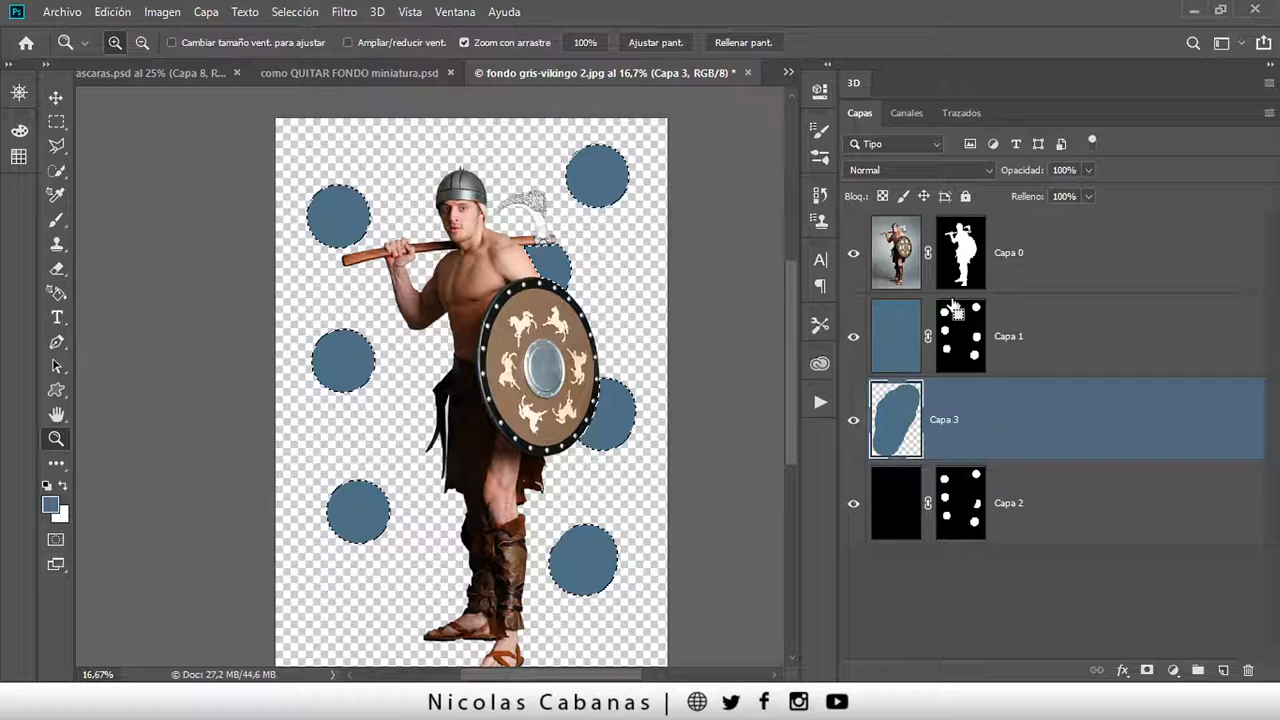 Ps Archivo Edición Imagen Capa Texto Selección Filtro 3D Vista Ventana Ayuda
Cambiar tamaño vent. para ajustar Ampliar/reducir vent. Zoom con arrastre 100% Ajustar pant. Rellenar pant.
ascaras.psd al 25% (Capa 8, R... × como QUITAR FONDO miniatura.psd × © fondo gris-vikingo 2.jpg al 16,7% (Capa 3, RGB/8) * ×
3D
Capas Canales Trazados
Tipo
Normal Opacidad: 100%
Bloq.: Relleno: 100%
Capa 0
Capa 1
Capa 3
Capa 2
16,67% © Doc: 27,2 MB/44,6 MB
Nicolas Cabanas |